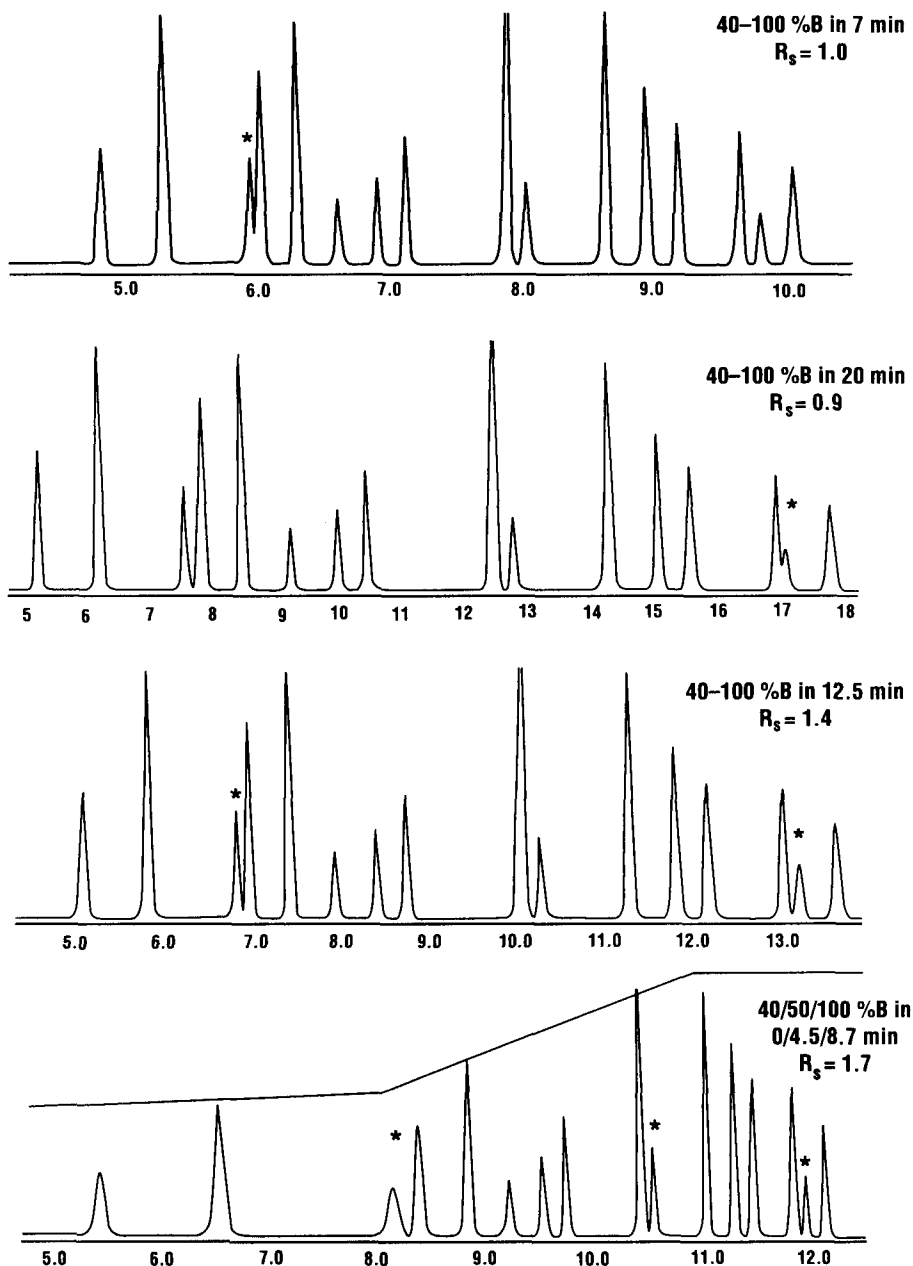 40–100 %B in 7 min
Rs = 1.0
*
5.0 6.0 7.0 8.0 9.0 10.0
40–100 %B in 20 min
Rs = 0.9
*
5 6 7 8 9 10 11 12 13 14 15 16 17 18
40–100 %B in 12.5 min
Rs = 1.4
* *
5.0 6.0 7.0 8.0 9.0 10.0 11.0 12.0 13.0
40/50/100 %B in
0/4.5/8.7 min
Rs = 1.7
* * *
5.0 6.0 7.0 8.0 9.0 10.0 11.0 12.0